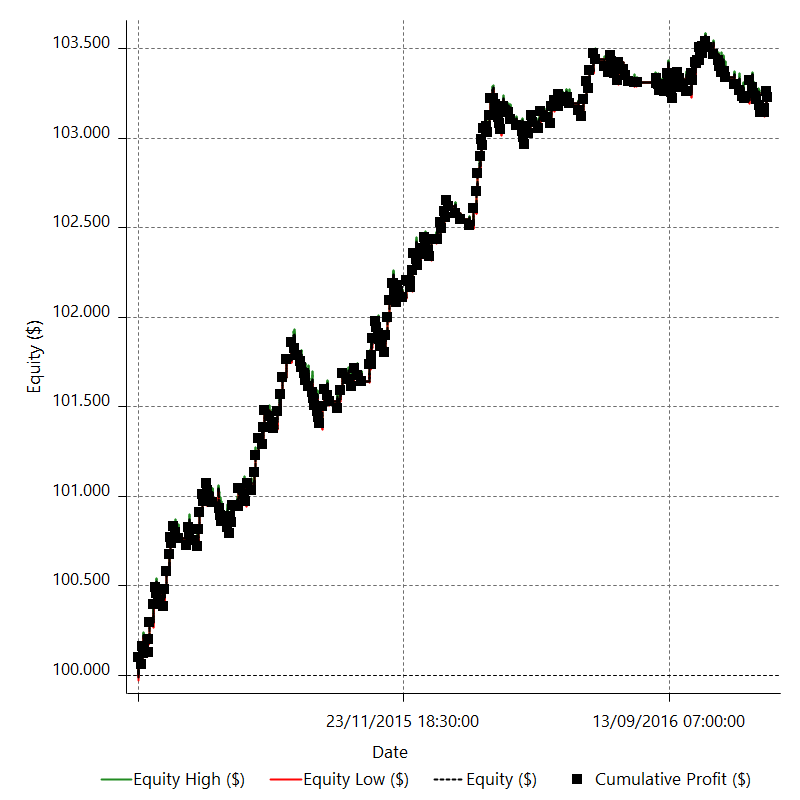 103.500
103.000
102.500
102.000
101.500
101.000
100.500
100.000
Equity ($)
23/11/2015 18:30:00 13/09/2016 07:00:00
Date
Equity High ($) Equity Low ($) Equity ($) Cumulative Profit ($)